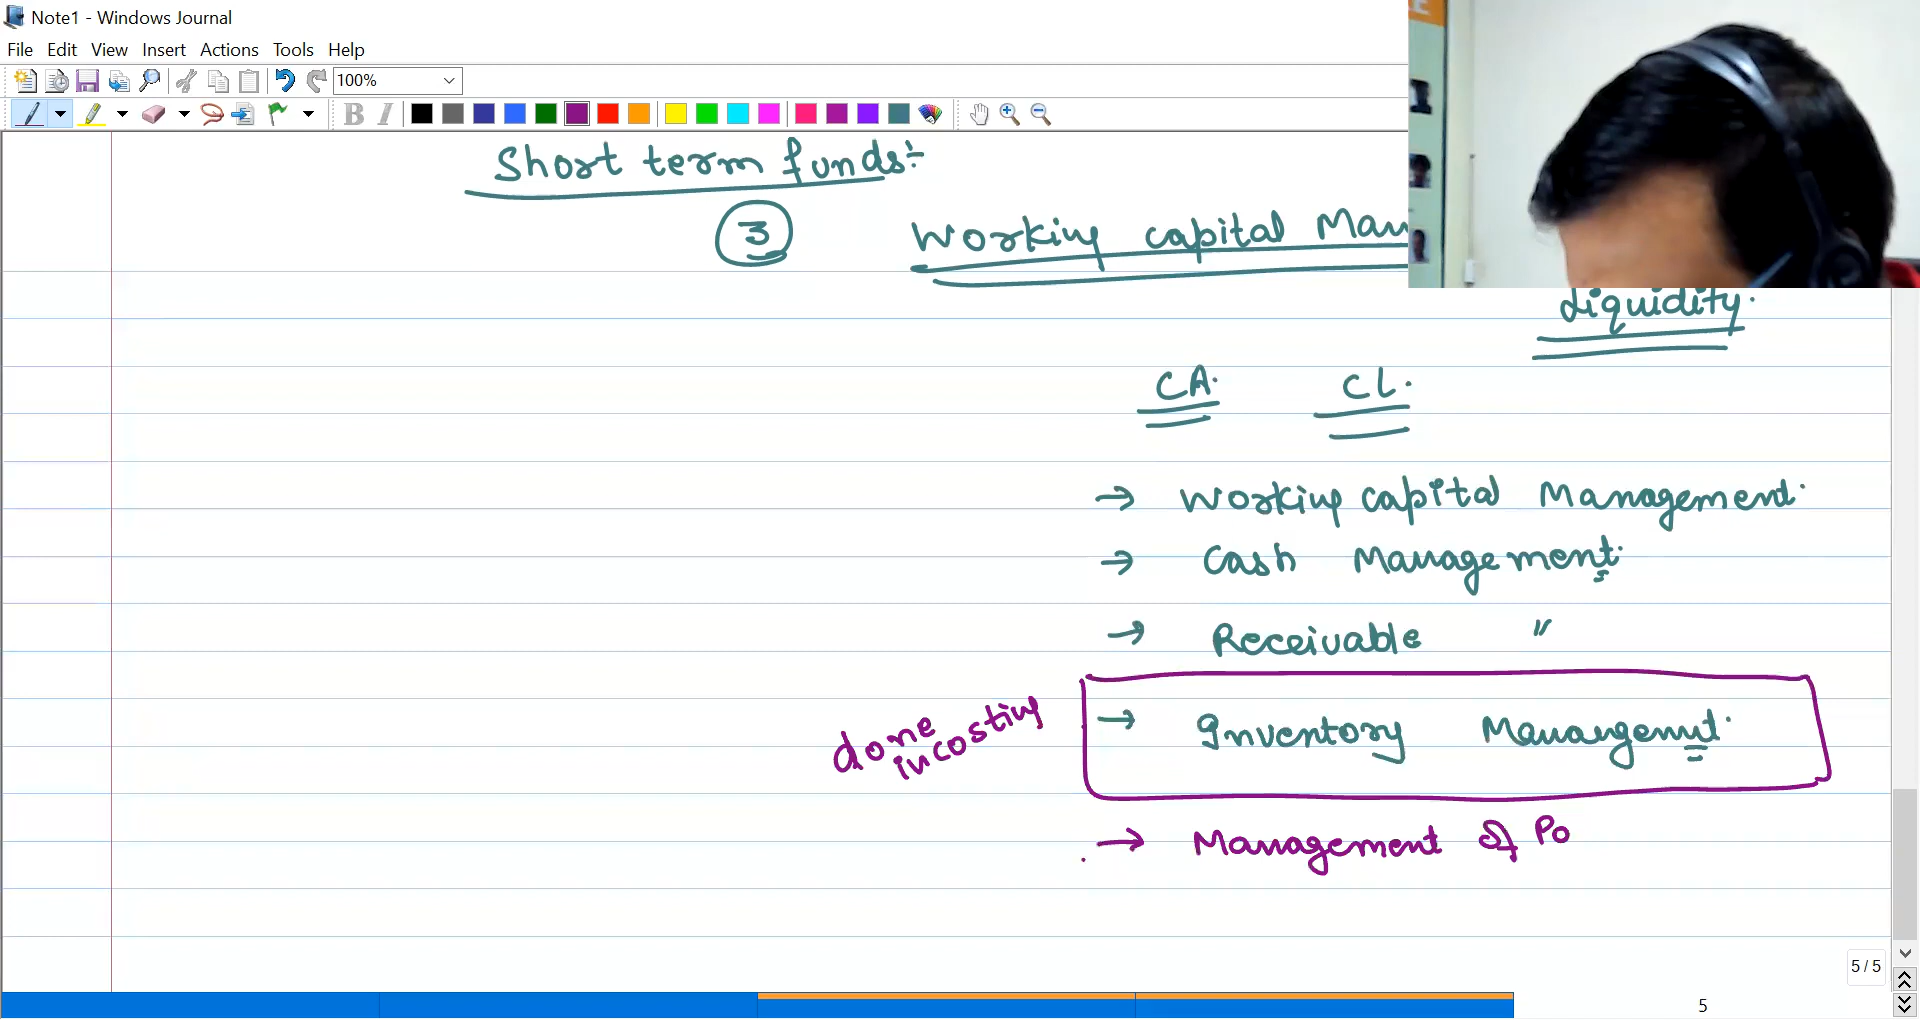 Note1 - Windows Journal
File Edit View Insert Actions Tools Help
100%
B I
Short term funds:-
3 Working capital Man
Liquidity.
CA. CL.
→ Working capital Management.
→ Cash Management.
→ Receivable "
done in costing
→ Inventory Management.
→ Management of Po
5 / 5
5